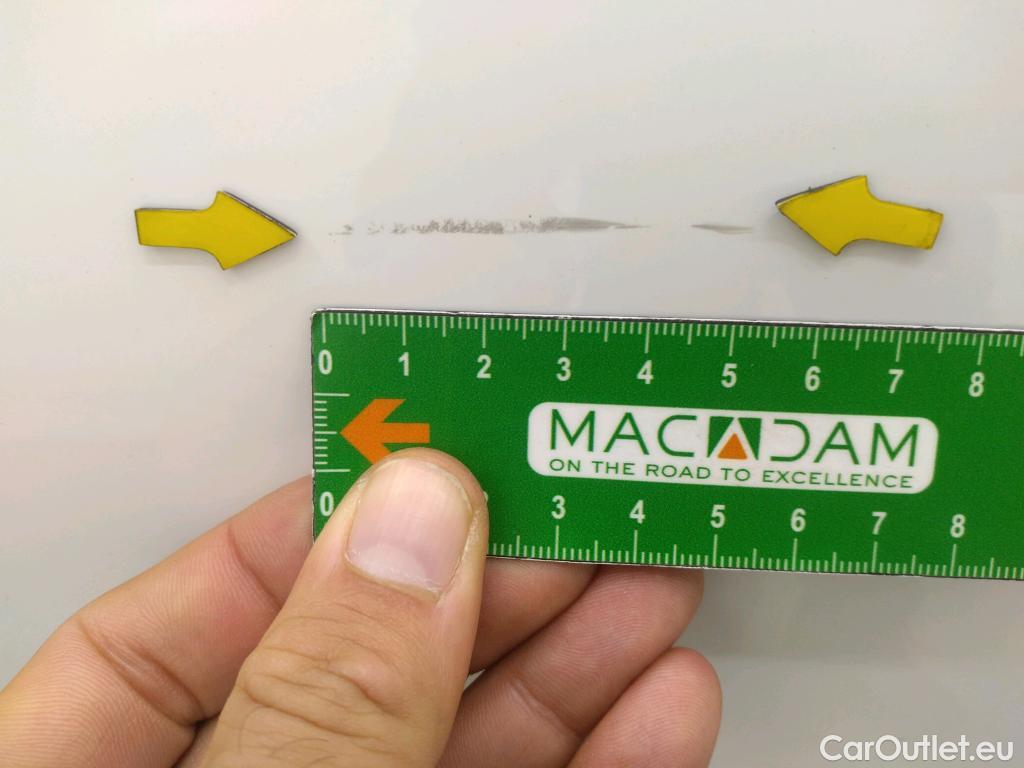 0 1 2 3 4 5 6 7 8
MACADAM
ON THE ROAD TO EXCELLENCE
0 3 4 5 6 7 8
CarOutlet.eu